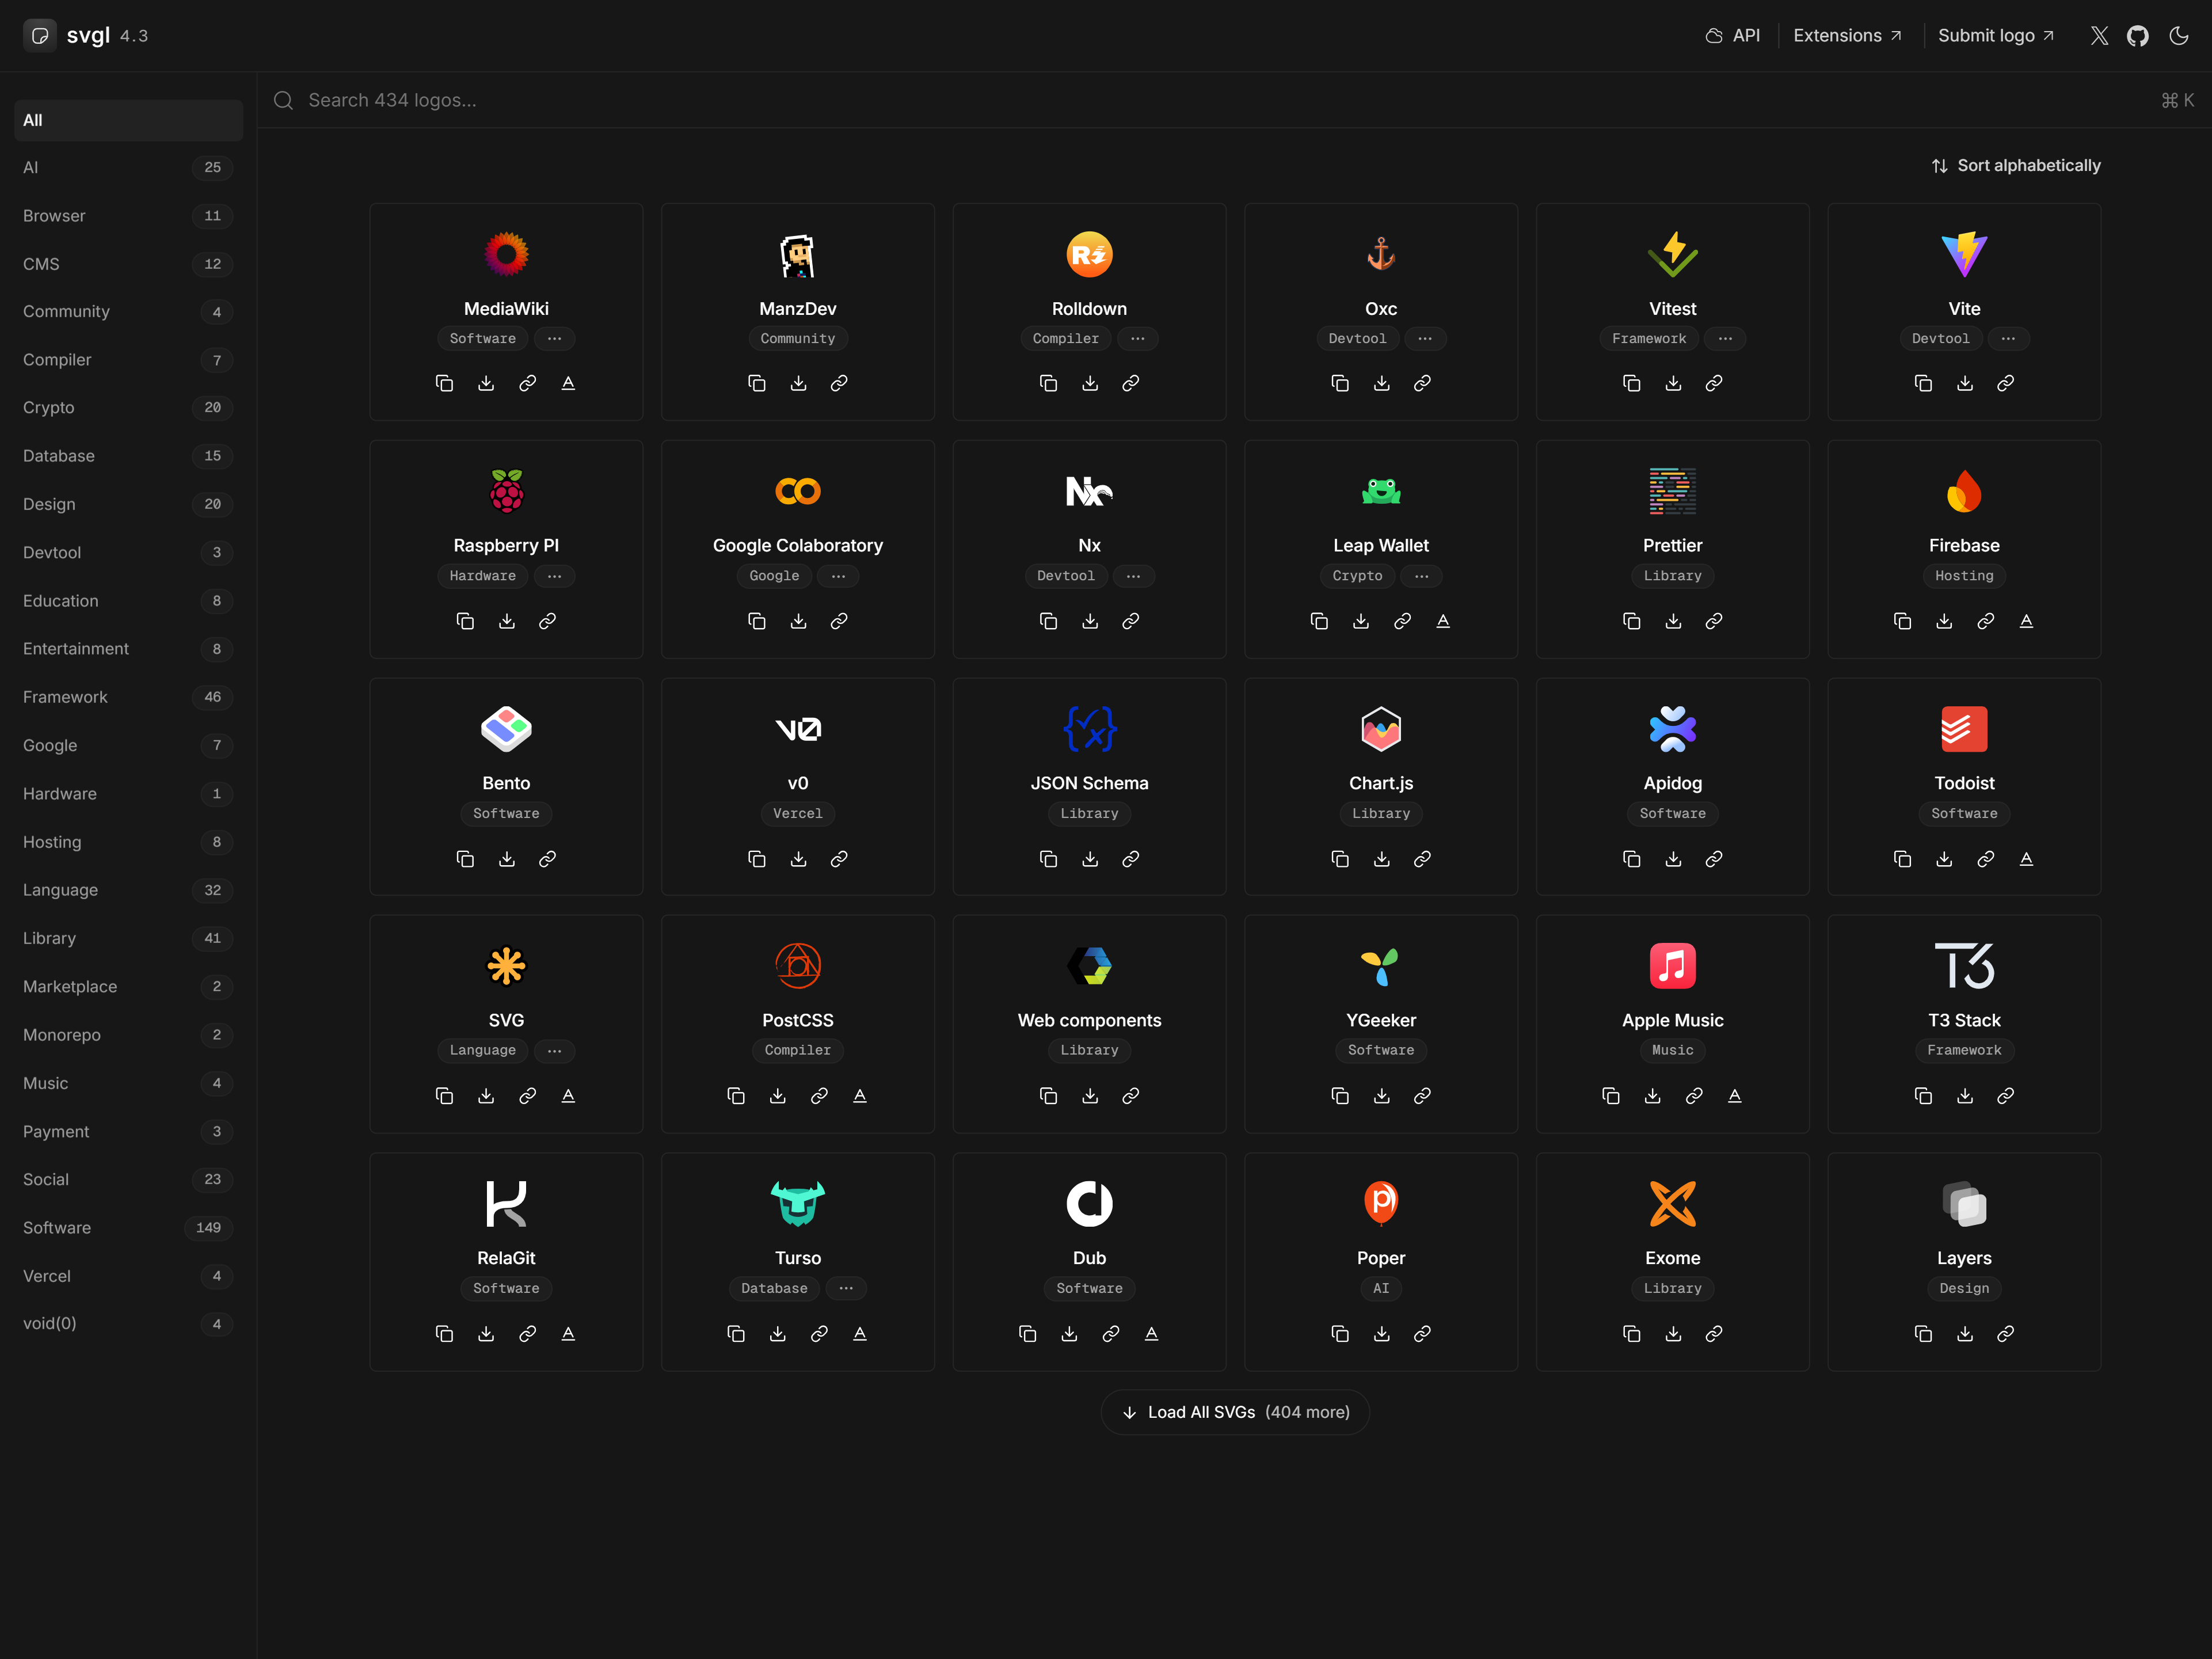 svgl 4.3
API
Extensions
Submit logo
Search 434 logos...
⌘ K
All
AI 25
Browser 11
CMS 12
Community 4
Compiler 7
Crypto 20
Database 15
Design 20
Devtool 3
Education 8
Entertainment 8
Framework 46
Google 7
Hardware 1
Hosting 8
Language 32
Library 41
Marketplace 2
Monorepo 2
Music 4
Payment 3
Social 23
Software 149
Vercel 4
void(0) 4
Sort alphabetically
MediaWiki
Software ...
ManzDev
Community
Rolldown
Compiler ...
Oxc
Devtool ...
Vitest
Framework ...
Vite
Devtool ...
Raspberry PI
Hardware ...
Google Colaboratory
Google ...
Nx
Nx
Devtool ...
Leap Wallet
Crypto ...
Prettier
Library
Firebase
Hosting
Bento
Software
v0
v0
Vercel
JSON Schema
Library
Chart.js
Library
Apidog
Software
Todoist
Software
SVG
Language ...
PostCSS
Compiler
Web components
Library
YGeeker
Software
Apple Music
Music
T3
T3 Stack
Framework
RelaGit
Software
Turso
Database ...
Dub
Software
Poper
AI
Exome
Library
Layers
Design
Load All SVGs (404 more)